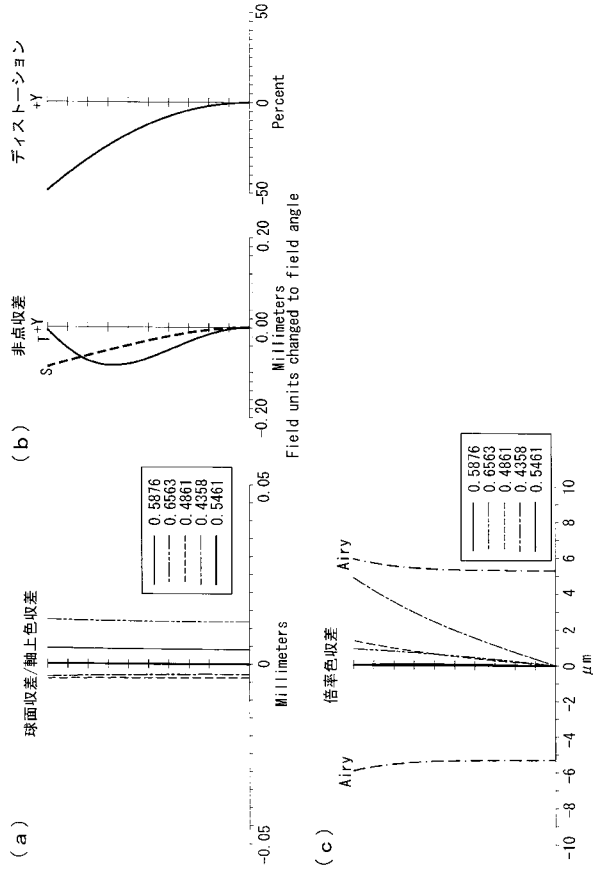 (a)
球面収差/軸上色収差
0.5876
0.6563
0.4861
0.4358
0.5461
-0.05
0
0.05
Millimeters
(b)
非点収差
S
T
+Y
-0.20
0.00
0.20
Millimeters
ディストーション
+Y
-50
0
50
Percent
Field units changed to field angle
(c)
倍率色収差
Airy
Airy
0.5876
0.6563
0.4861
0.4358
0.5461
-10
-8
-6
-4
-2
0
2
4
6
8
10
μm